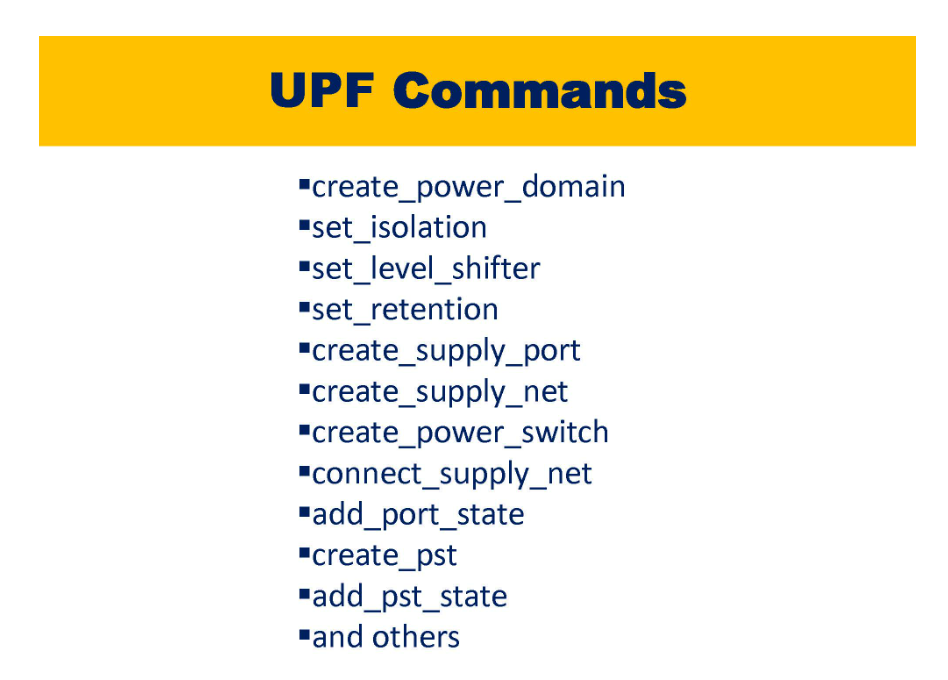 UPF Commands
▪create_power_domain
▪set_isolation
▪set_level_shifter
▪set_retention
▪create_supply_port
▪create_supply_net
▪create_power_switch
▪connect_supply_net
▪add_port_state
▪create_pst
▪add_pst_state
▪and others